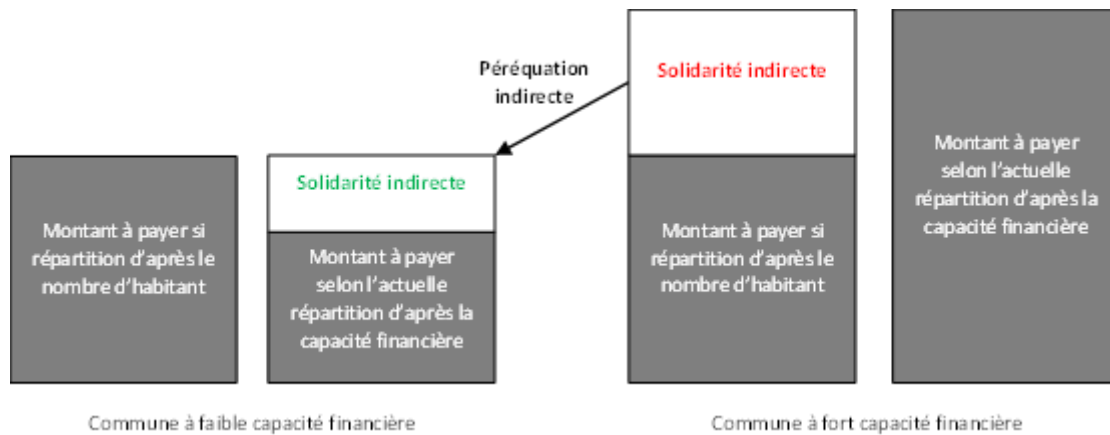 Péréquation
indirecte
Solidarité indirecte
Montant à payer
selon l'actuelle
répartition d'après la
capacité financière
Solidarité indirecte
Montant à payer si
répartition d'après le
nombre d'habitant
Montant à payer
selon l'actuelle
répartition d'après la
capacité financière
Montant à payer si
répartition d'après le
nombre d'habitant
Commune à faible capacité financière
Commune à fort capacité financière